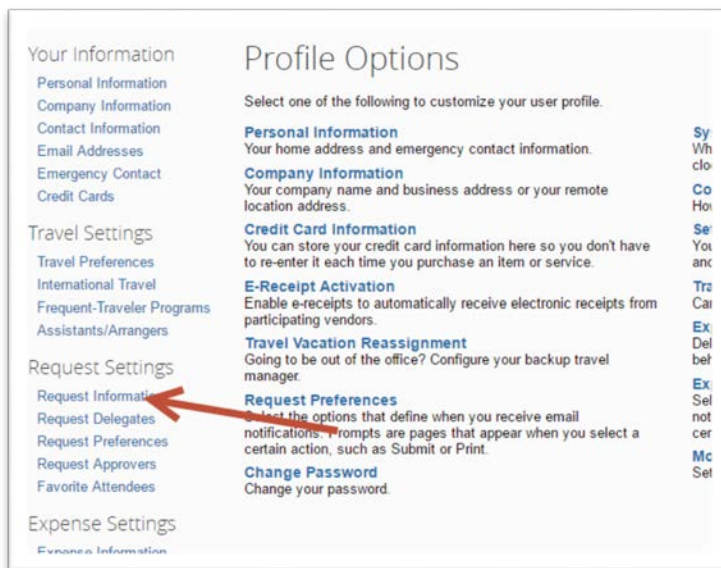 Your Information
Personal Information
Company Information
Contact Information
Email Addresses
Emergency Contact
Credit Cards
Travel Settings
Travel Preferences
International Travel
Frequent-Traveler Programs
Assistants/Arrangers
Request Settings
Request Informatio
Request Delegates
Request Preferences
Request Approvers
Favorite Attendees
Expense Settings
Expense Information
Profile Options
Select one of the following to customize your user profile.
Personal Information
Your home address and emergency contact information.
Company Information
Your company name and business address or your remote
location address.
Credit Card Information
You can store your credit card information here so you don't have
to re-enter it each time you purchase an item or service.
E-Receipt Activation
Enable e-receipts to automatically receive electronic receipts from
participating vendors.
Travel Vacation Reassignment
Going to be out of the office? Configure your backup travel
manager.
Request Preferences
Select the options that define when you receive email
notifications. Prompts are pages that appear when you select a
certain action, such as Submit or Print.
Change Password
Change your password.